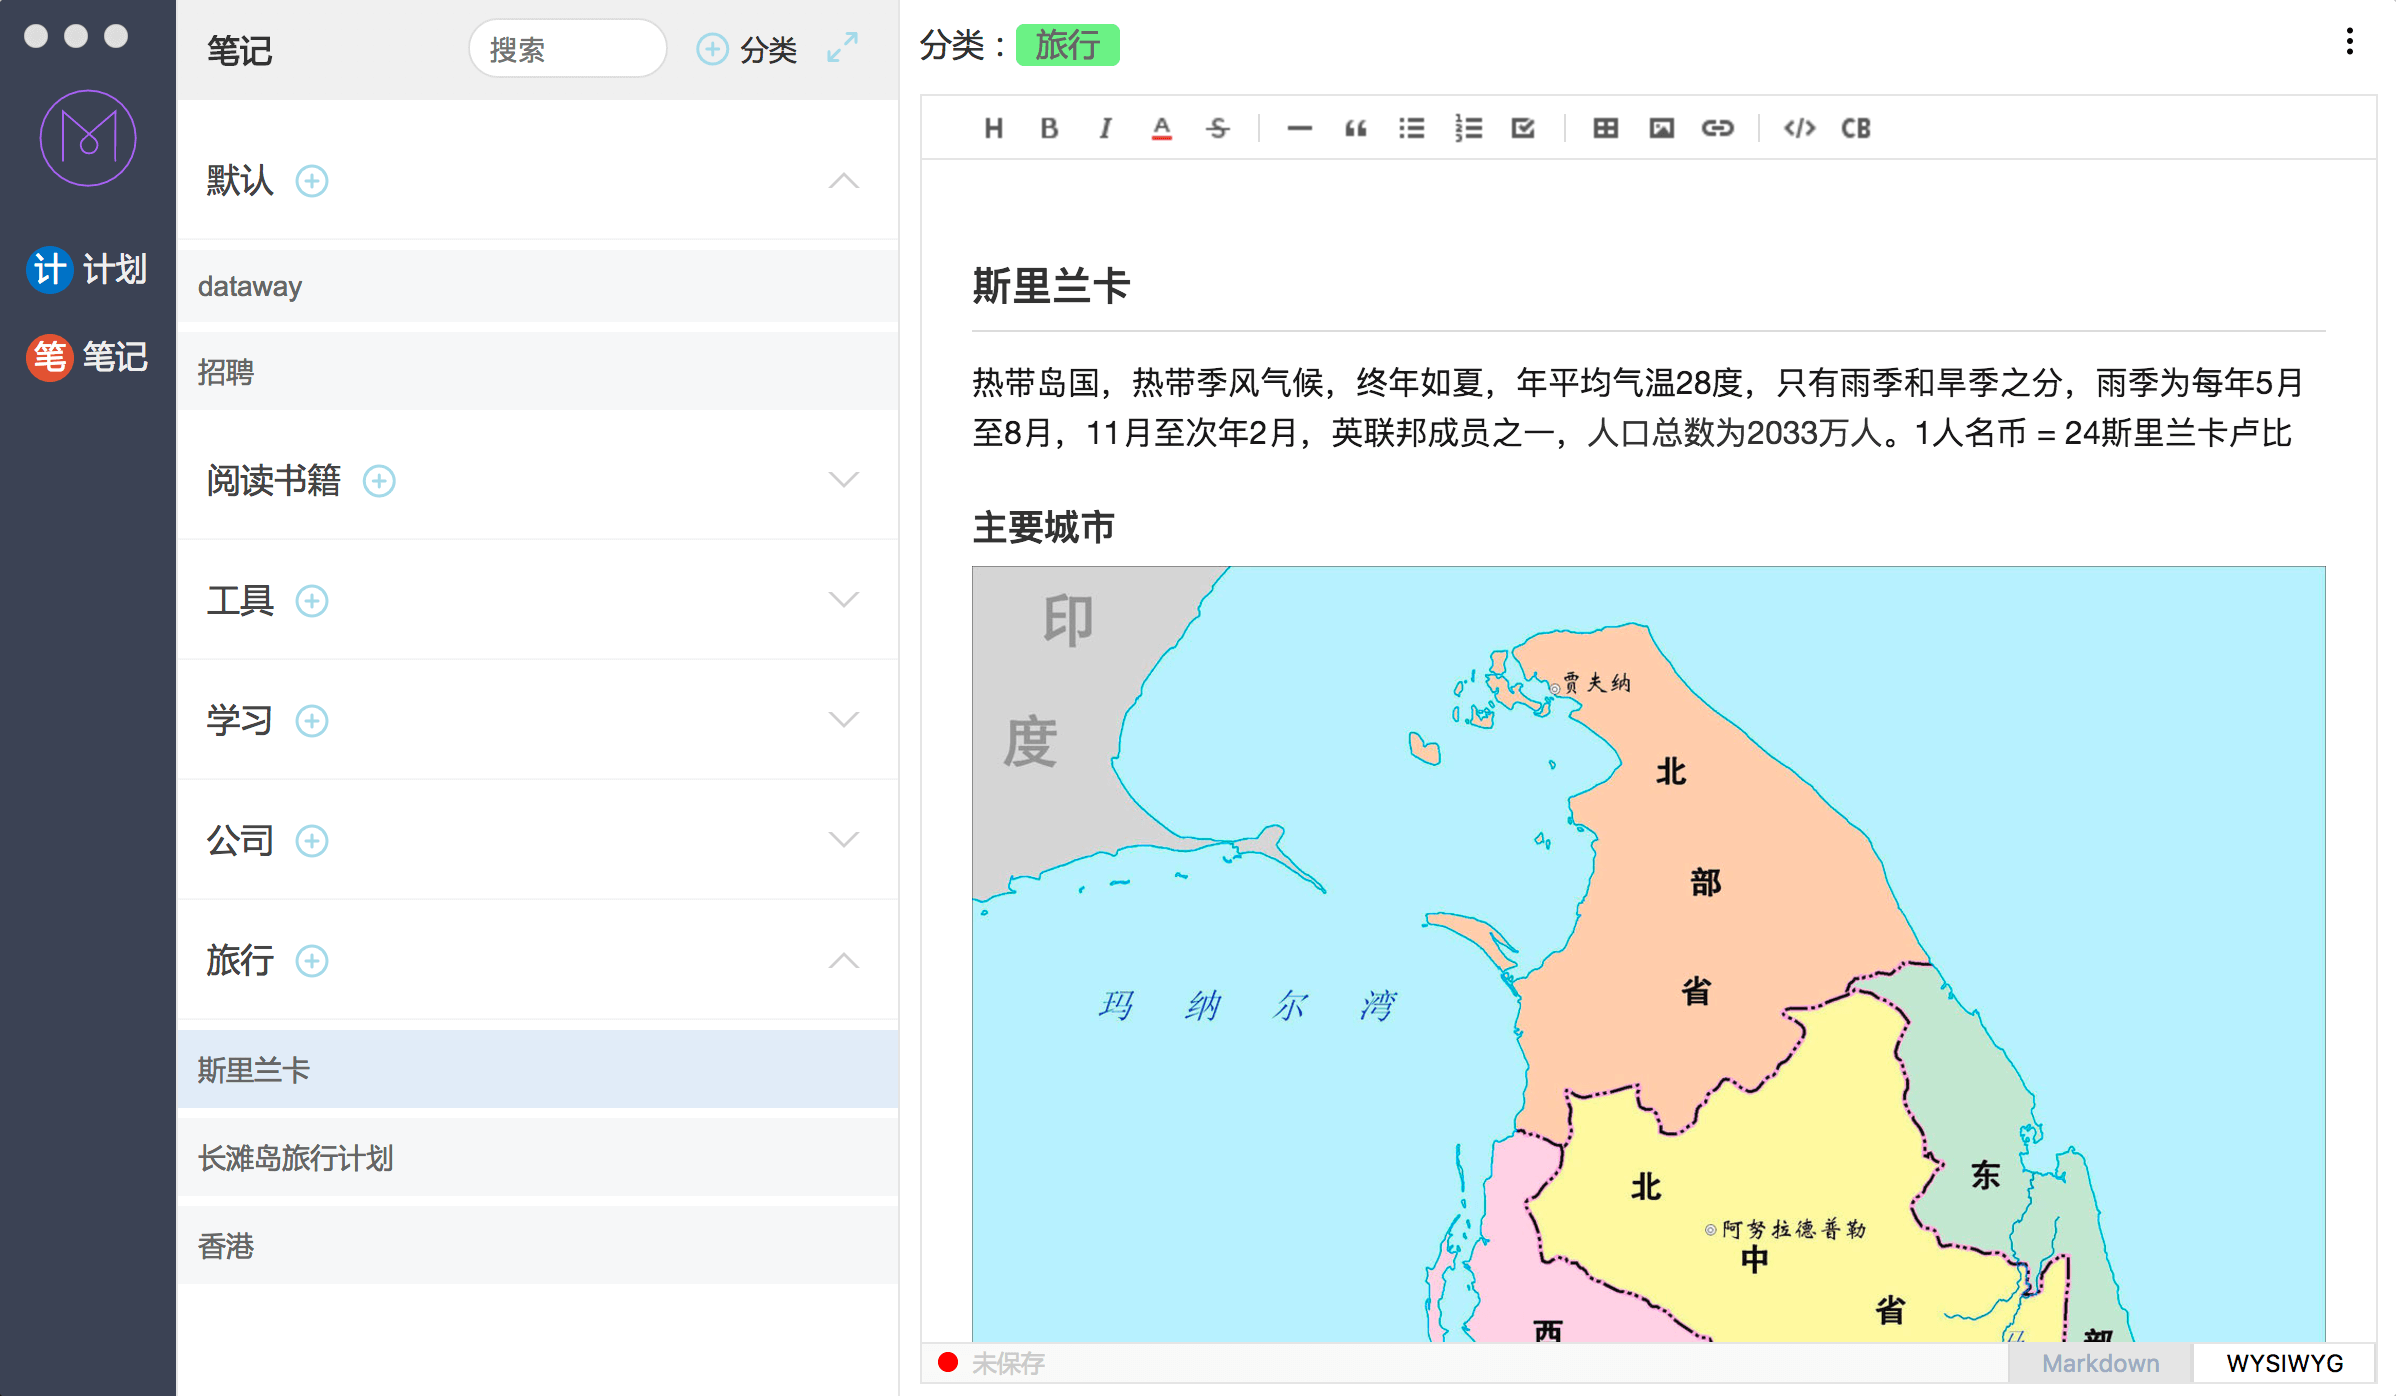 笔记
搜索
分类
计 计划
笔 笔记
默认
dataway
招聘
阅读书籍
工具
学习
公司
旅行
斯里兰卡
长滩岛旅行计划
香港
分类：旅行
H B I A S CB
斯里兰卡
热带岛国，热带季风气候，终年如夏，年平均气温28度，只有雨季和旱季之分，雨季为每年5月
至8月，11月至次年2月，英联邦成员之一，人口总数为2033万人。1人名币 = 24斯里兰卡卢比
主要城市
印
度
贾夫纳
北
部
省
玛 纳 尔 湾
东
北
阿努拉德普勒
中
省
西
马
部
未保存
Markdown
WYSIWYG